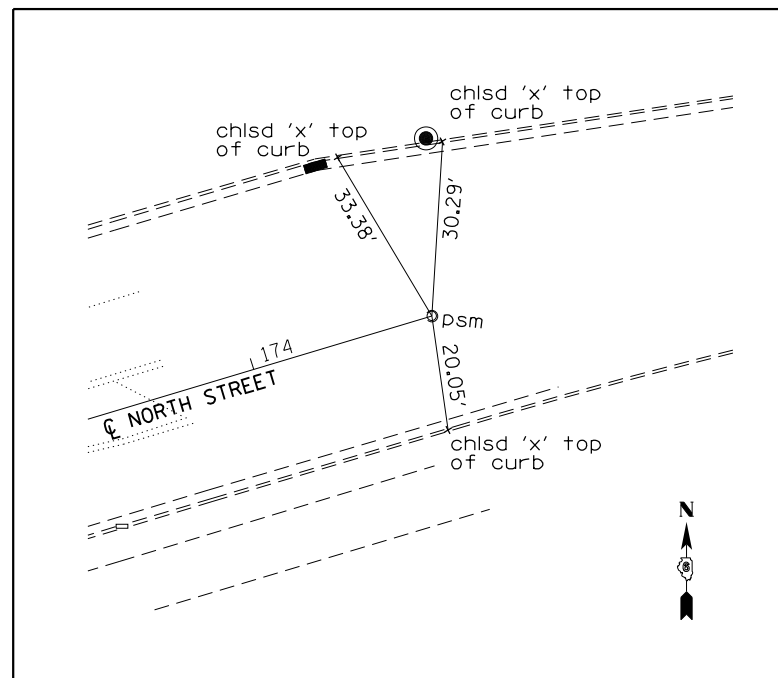 chlsd 'x' top
of curb
chlsd 'x' top
of curb
33.38'
30.29'
psm
174
20.05'
℄ NORTH STREET
chlsd 'x' top
of curb
N
6